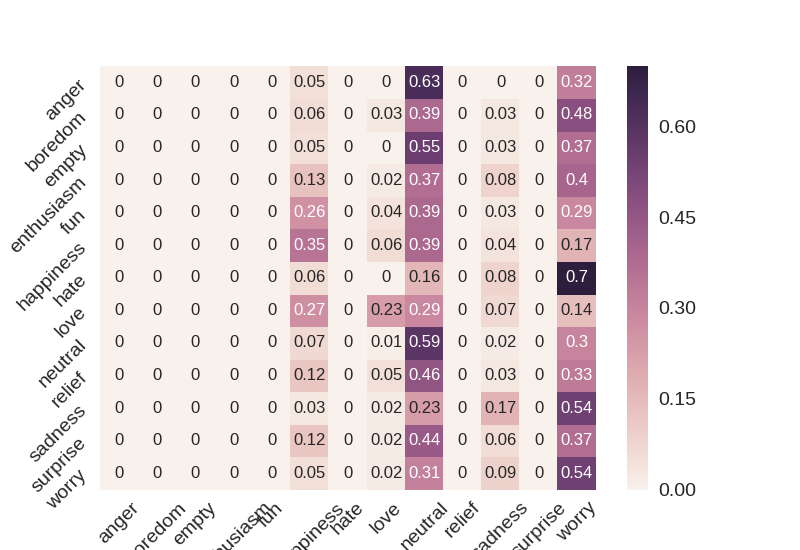 anger 0 0 0 0 0 0.05 0 0 0.63 0 0 0 0.32
boredom 0 0 0 0 0 0.06 0 0.03 0.39 0 0.03 0 0.48
empty 0 0 0 0 0 0.05 0 0 0.55 0 0.03 0 0.37
enthusiasm 0 0 0 0 0 0.13 0 0.02 0.37 0 0.08 0 0.4
fun 0 0 0 0 0 0.26 0 0.04 0.39 0 0.03 0 0.29
happiness 0 0 0 0 0 0.35 0 0.06 0.39 0 0.04 0 0.17
hate 0 0 0 0 0 0.06 0 0 0.16 0 0.08 0 0.7
love 0 0 0 0 0 0.27 0 0.23 0.29 0 0.07 0 0.14
neutral 0 0 0 0 0 0.07 0 0.01 0.59 0 0.02 0 0.3
relief 0 0 0 0 0 0.12 0 0.05 0.46 0 0.03 0 0.33
sadness 0 0 0 0 0 0.03 0 0.02 0.23 0 0.17 0 0.54
surprise 0 0 0 0 0 0.12 0 0.02 0.44 0 0.06 0 0.37
worry 0 0 0 0 0 0.05 0 0.02 0.31 0 0.09 0 0.54
anger oredom empty husiasm fun ppiness hate love neutral relief sadness surprise worry
0.60
0.45
0.30
0.15
0.00